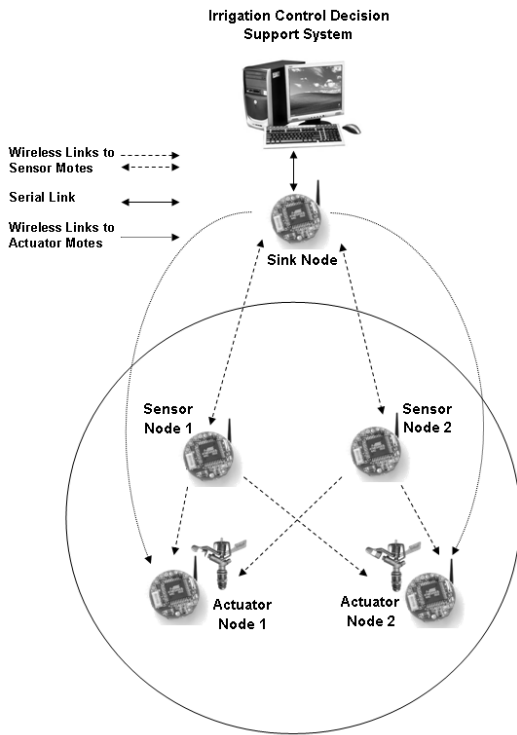 Irrigation Control Decision
Support System
Wireless Links to
Sensor Motes
Serial Link
Wireless Links to
Actuator Motes
Sink Node
Sensor
Node 1
Sensor
Node 2
Actuator
Node 1
Actuator
Node 2